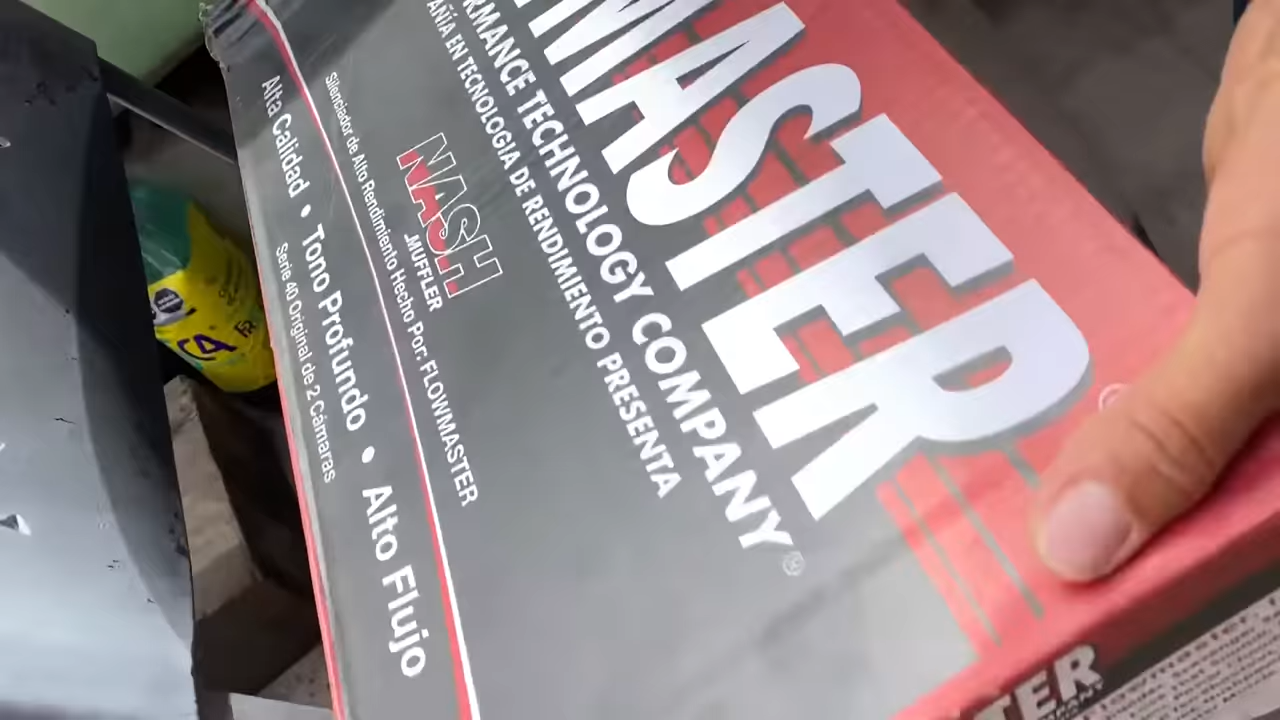 MASTER
RMANCE TECHNOLOGY COMPANY®
AÑÍA EN TECNOLOGIA DE RENDIMIENTO PRESENTA
NASH
MUFFLER
Silenciador de Alto Rendimiento Hecho Por: FLOWMASTER
Alta Calidad • Tono Profundo • Alto Flujo
Serie 40 Original de 2 Cámaras
TER